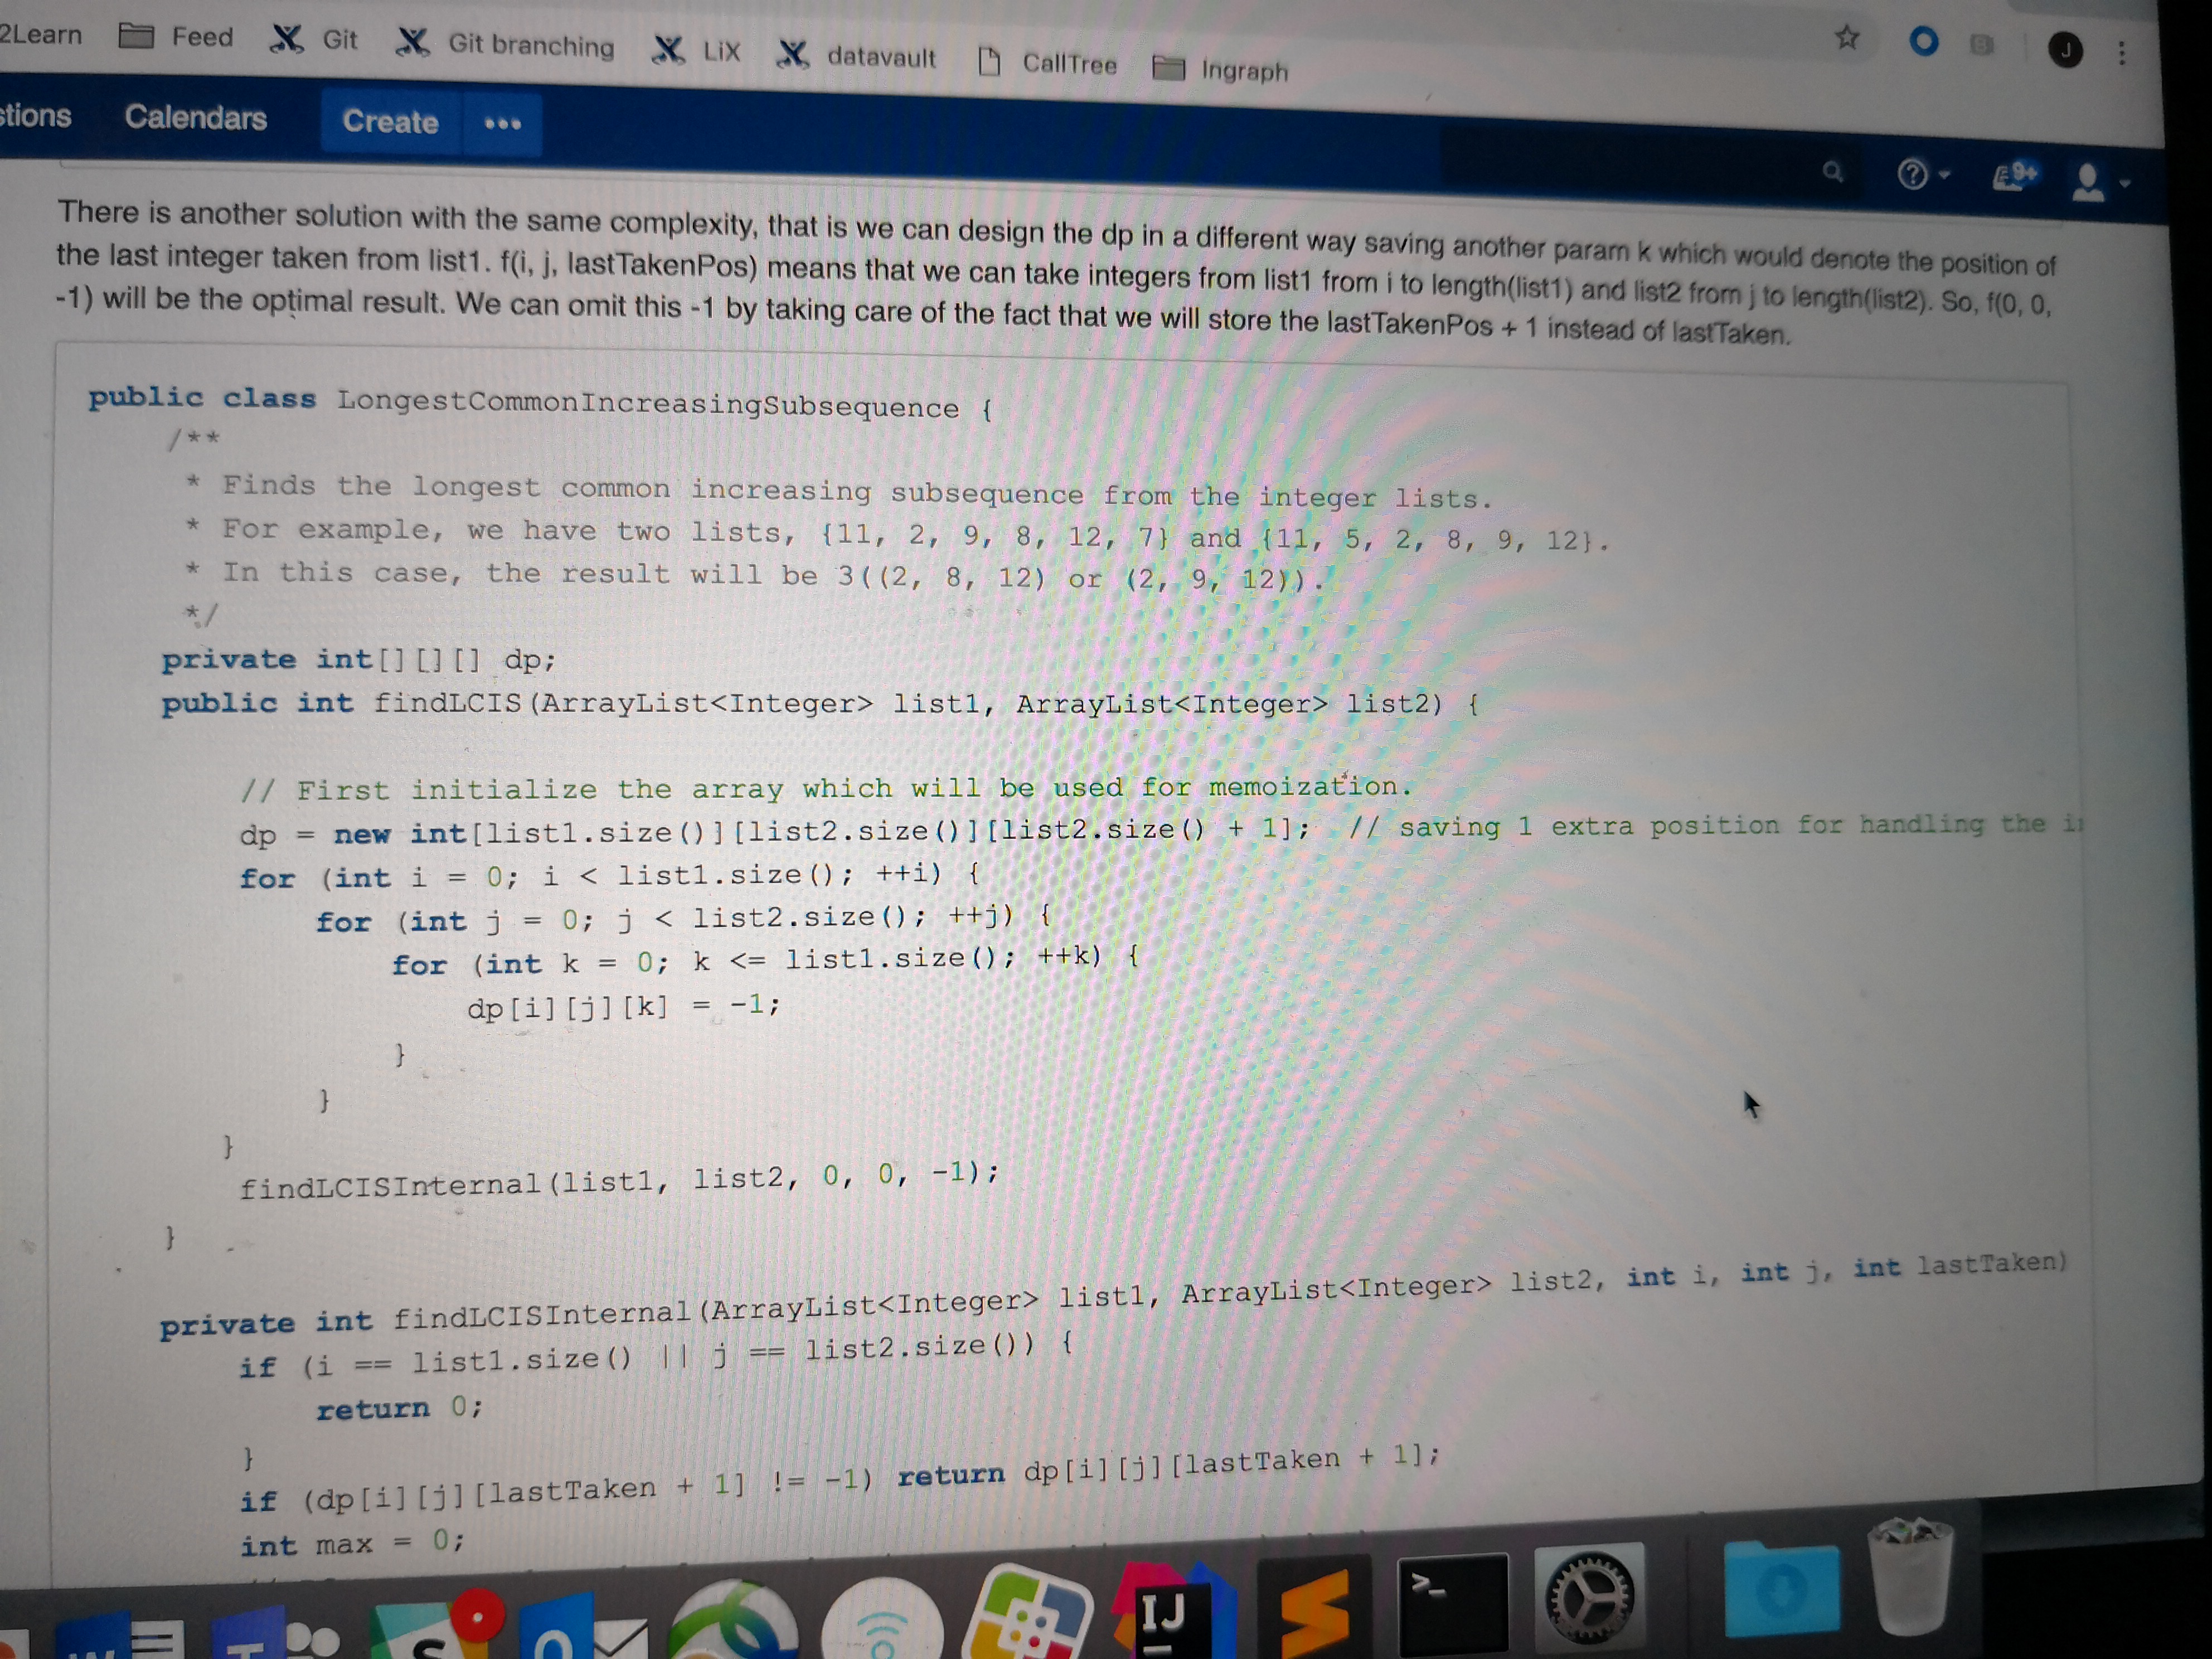 2Learn Feed Git Git branching LiX datavault CallTree Ingraph J
stions Calendars Create ••• 9+
There is another solution with the same complexity, that is we can design the dp in a different way saving another param k which would denote the position of
the last integer taken from list1. f(i, j, lastTakenPos) means that we can take integers from list1 from i to length(list1) and list2 from j to length(list2). So, f(0, 0,
-1) will be the optimal result. We can omit this -1 by taking care of the fact that we will store the lastTakenPos + 1 instead of lastTaken.
public class LongestCommonIncreasingSubsequence {
/**
* Finds the longest common increasing subsequence from the integer lists.
* For example, we have two lists, {11, 2, 9, 8, 12, 7} and {11, 5, 2, 8, 9, 12}.
* In this case, the result will be 3((2, 8, 12) or (2, 9, 12)).
*/
private int[][][] dp;
public int findLCIS(ArrayList<Integer> list1, ArrayList<Integer> list2) {
// First initialize the array which will be used for memoization.
dp = new int[list1.size()][list2.size()][list2.size() + 1]; // saving 1 extra position for handling the
for (int i = 0; i < list1.size(); ++i) {
for (int j = 0; j < list2.size(); ++j) {
for (int k = 0; k <= list1.size(); ++k) {
dp[i][j][k] = -1;
}
}
}
findLCISInternal(list1, list2, 0, 0, -1);
}
private int findLCISInternal(ArrayList<Integer> list1, ArrayList<Integer> list2, int i, int j, int lastTaken)
if (i == list1.size() || j == list2.size()) {
return 0;
}
if (dp[i][j][lastTaken + 1] != -1) return dp[i][j][lastTaken + 1];
int max = 0;
IJ >_